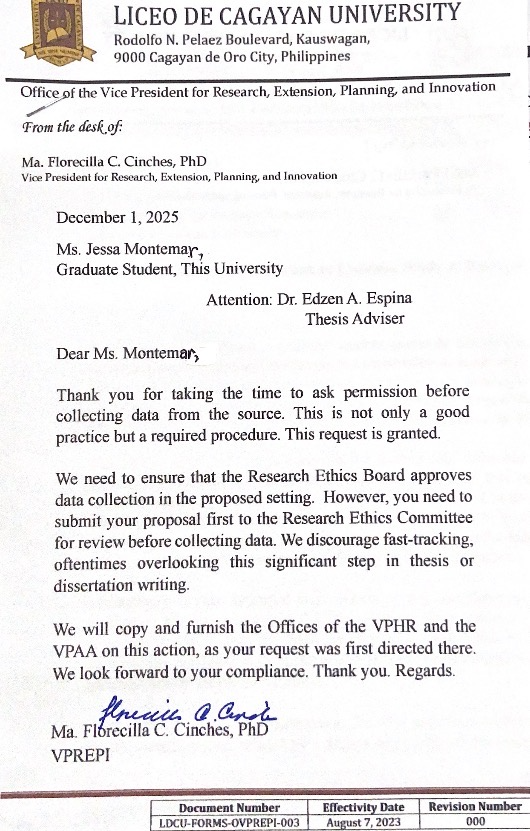 LICEO DE CAGAYAN UNIVERSITY
Rodolfo N. Pelaez Boulevard, Kauswagan,
9000 Cagayan de Oro City, Philippines
Office of the Vice President for Research, Extension, Planning, and Innovation
From the desk of:
Ma. Florecilla C. Cinches, PhD
Vice President for Research, Extension, Planning, and Innovation
December 1, 2025
Ms. Jessa Montemar,
Graduate Student, This University
Attention: Dr. Edzen A. Espina
Thesis Adviser
Dear Ms. Montemar,
Thank you for taking the time to ask permission before
collecting data from the source. This is not only a good
practice but a required procedure. This request is granted.
We need to ensure that the Research Ethics Board approves
data collection in the proposed setting. However, you need to
submit your proposal first to the Research Ethics Committee
for review before collecting data. We discourage fast-tracking,
oftentimes overlooking this significant step in thesis or
dissertation writing.
We will copy and furnish the Offices of the VPHR and the
VPAA on this action, as your request was first directed there.
We look forward to your compliance. Thank you. Regards.
Ma. Florecilla C. Cinches, PhD
VPREPI
Document Number Effectivity Date Revision Number
LDCU-FORMS-OVPREPI-003 August 7, 2023 000